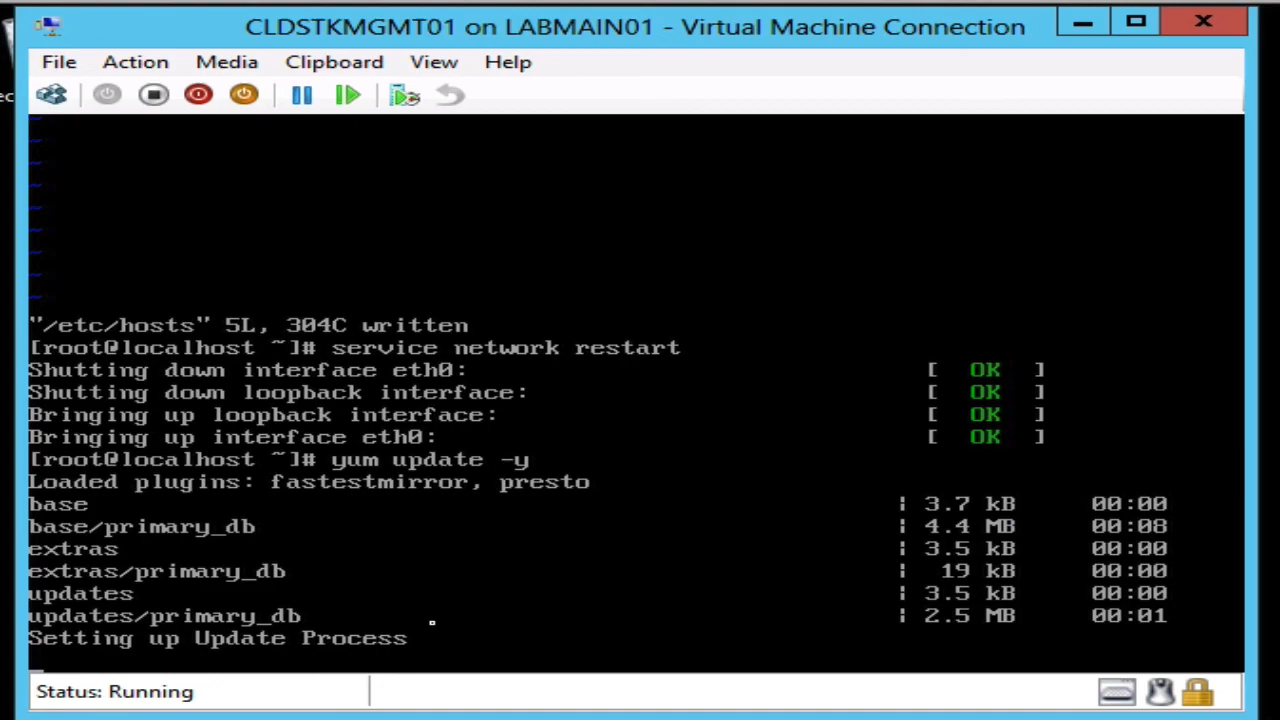 CLDSTKMGMT01 on LABMAIN01 - Virtual Machine Connection
File Action Media Clipboard View Help
~
~
~
~
~
~
~
~
~
"/etc/hosts" 5L, 304C written
[root@localhost ~]# service network restart
Shutting down interface eth0: [ OK ]
Shutting down loopback interface: [ OK ]
Bringing up loopback interface: [ OK ]
Bringing up interface eth0: [ OK ]
[root@localhost ~]# yum update -y
Loaded plugins: fastestmirror, presto
base | 3.7 kB 00:00
base/primary_db | 4.4 MB 00:08
extras | 3.5 kB 00:00
extras/primary_db | 19 kB 00:00
updates | 3.5 kB 00:00
updates/primary_db | 2.5 MB 00:01
Setting up Update Process
Status: Running